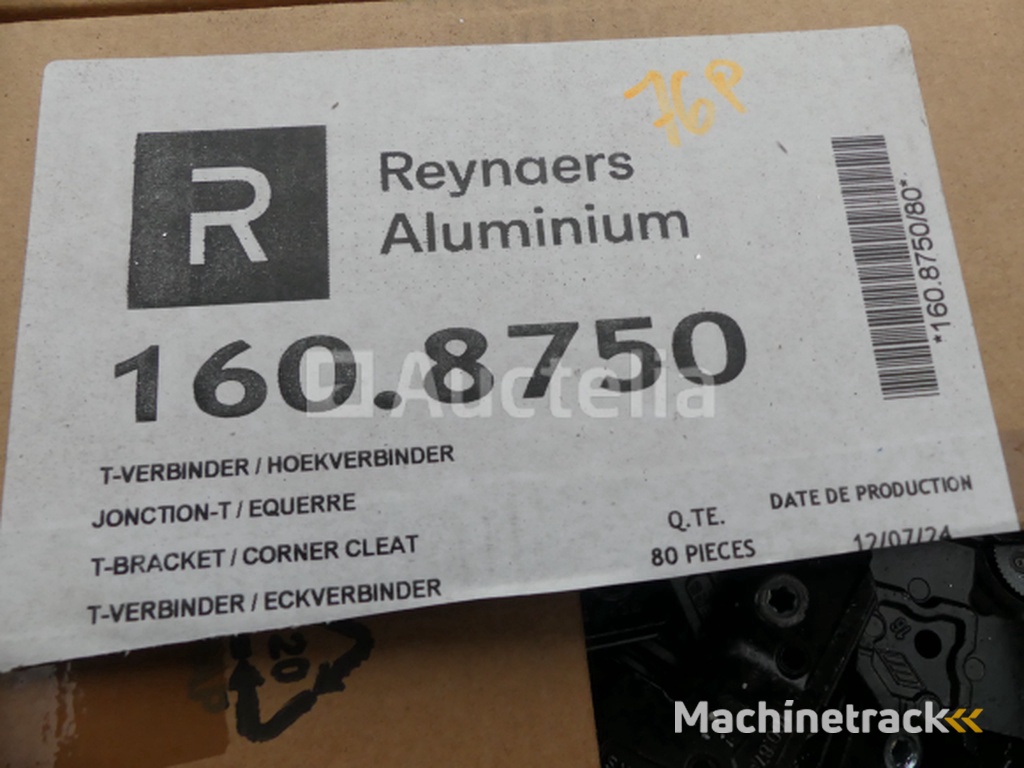 76P
R
Reynaers
Aluminium
*160.8750/80*
160.8750
Auctelia
T-VERBINDER / HOEKVERBINDER
JONCTION-T / EQUERRE
T-BRACKET / CORNER CLEAT
T-VERBINDER / ECKVERBINDER
Q.TE.
80 PIECES
DATE DE PRODUCTION
12/07/24
20
Machinetrack